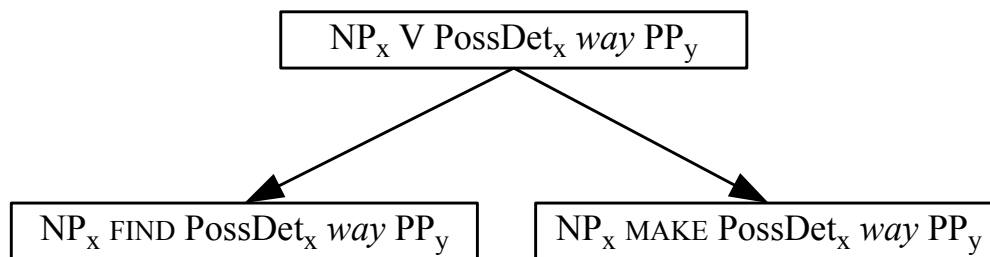 NPx V PossDetx way PPy
NPx FIND PossDetx way PPy
NPx MAKE PossDetx way PPy